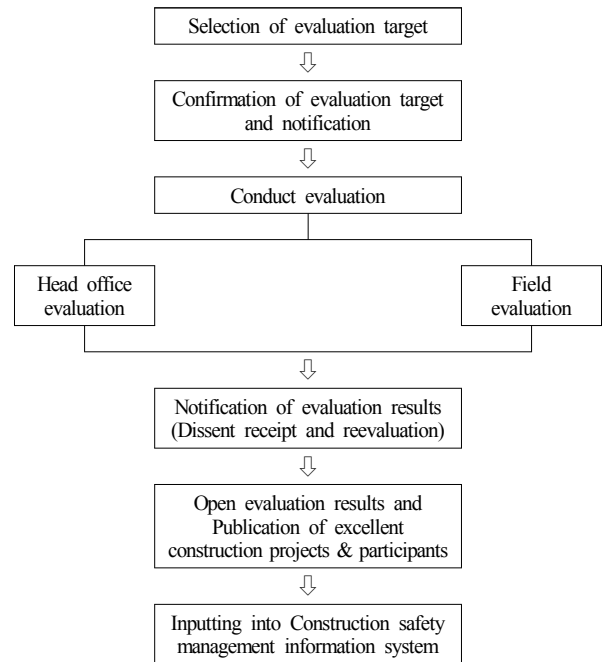 Selection of evaluation target
Confirmation of evaluation target
and notification
Conduct evaluation
Head office
evaluation
Field
evaluation
Notification of evaluation results
(Dissent receipt and reevaluation)
Open evaluation results and
Publication of excellent
construction projects & participants
Inputting into Construction safety
management information system